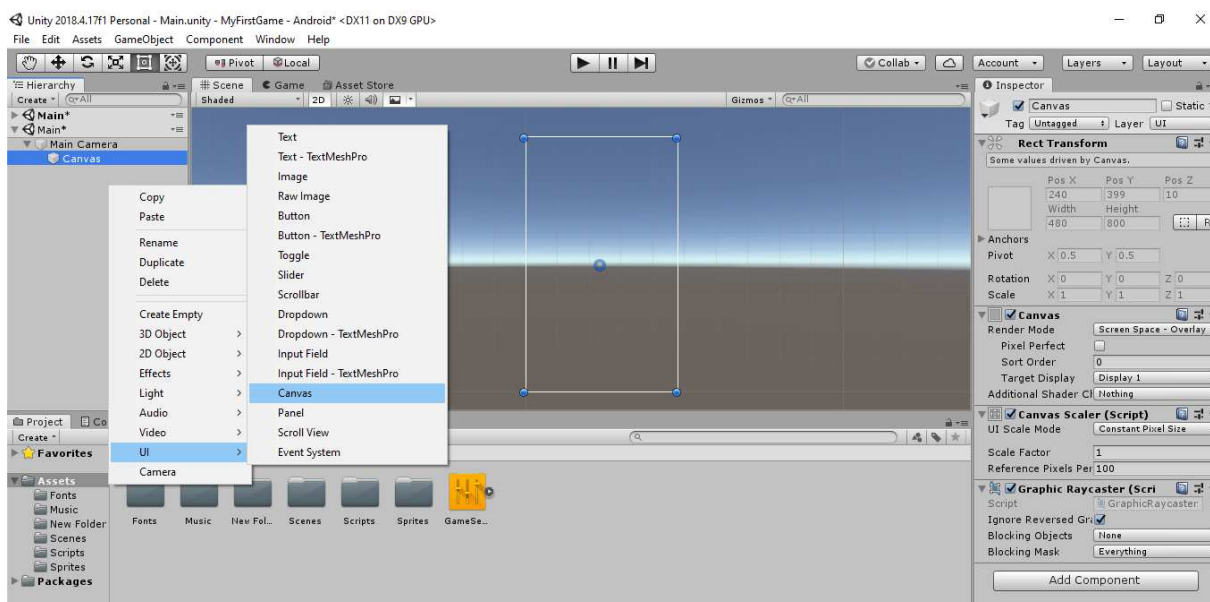 Unity 2018.4.17f1 Personal - Main.unity - MyFirstGame - Android* <DX11 on DX9 GPU>
File Edit Assets GameObject Component Window Help
Pivot Local Collab Account Layers Layout
Hierarchy
Create All
Main*
Main*
Main Camera
Canvas
Scene Game Asset Store
Shaded 2D Gizmos All
Copy
Paste
Rename
Duplicate
Delete
Create Empty
3D Object
2D Object
Effects
Light
Audio
Video
UI
Camera
Text
Text - TextMeshPro
Image
Raw Image
Button
Button - TextMeshPro
Toggle
Slider
Scrollbar
Dropdown
Dropdown - TextMeshPro
Input Field
Input Field - TextMeshPro
Canvas
Panel
Scroll View
Event System
Project Co
Create
Favorites
Assets
Fonts
Music
New Folder
Scenes
Scripts
Sprites
Packages
Fonts Music New Fol... Scenes Scripts Sprites GameSe...
Inspector
Canvas Static
Tag Untagged Layer UI
Rect Transform
Some values driven by Canvas.
Pos X Pos Y Pos Z
240 399 10
Width Height
480 800 R
Anchors
Pivot X 0.5 Y 0.5
Rotation X 0 Y 0 Z 0
Scale X 1 Y 1 Z 1
Canvas
Render Mode Screen Space - Overlay
Pixel Perfect
Sort Order 0
Target Display Display 1
Additional Shader Cl Nothing
Canvas Scaler (Script)
UI Scale Mode Constant Pixel Size
Scale Factor 1
Reference Pixels Per 100
Graphic Raycaster (Scri
Script GraphicRaycaster
Ignore Reversed Gra
Blocking Objects None
Blocking Mask Everything
Add Component